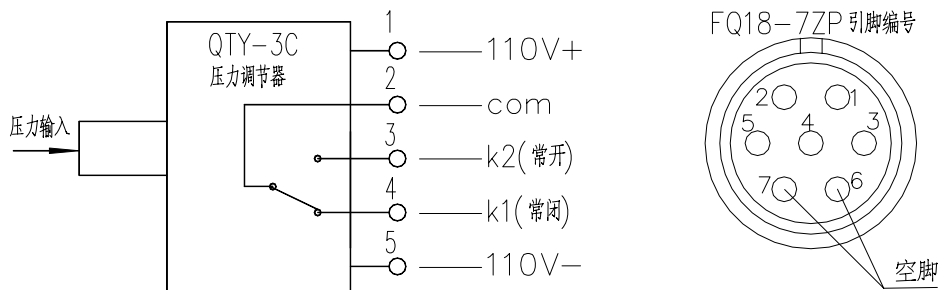 QTY-3C
压力调节器
压力输入
1
110V+
2
com
3
k2(常开)
4
k1(常闭)
5
110V-
FQ18-7ZP 引脚编号
2 1
5 4 3
7 6
空脚